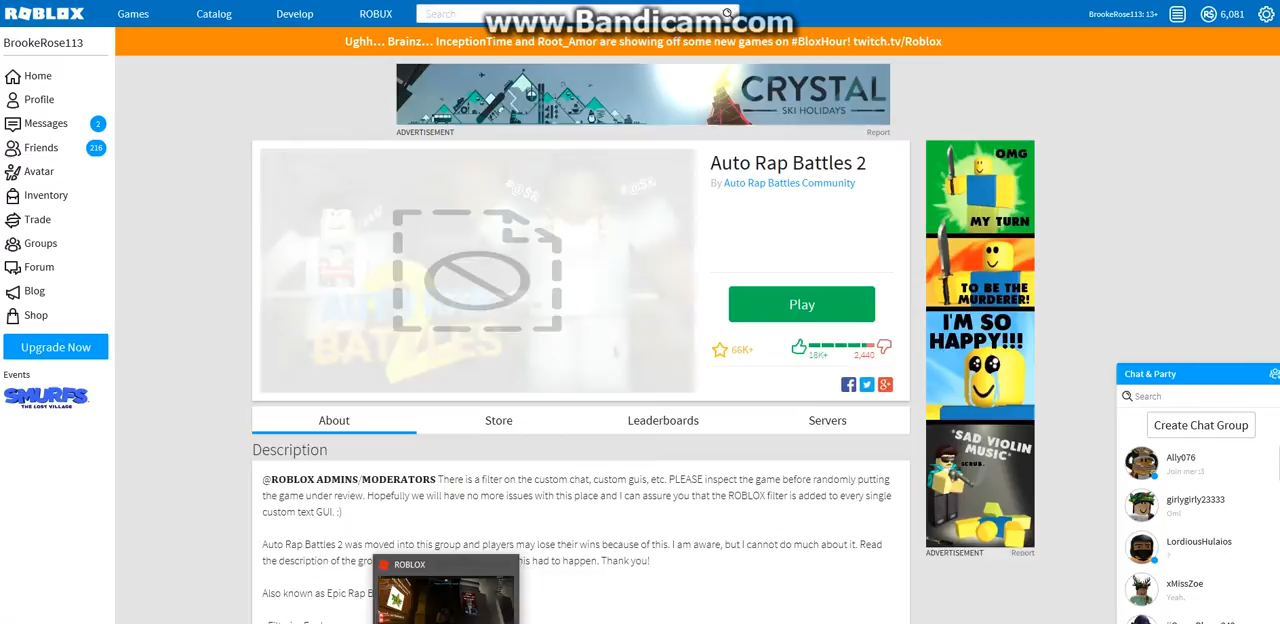 ROBLOX Games Catalog Develop ROBUX Search BrookeRose113: 13+ 6,081
www.Bandicam.com
Ughh... Brainz... InceptionTime and Root_Amor are showing off some new games on #BloxHour! twitch.tv/Roblox
BrookeRose113
Home
Profile
Messages 2
Friends 216
Avatar
Inventory
Trade
Groups
Forum
Blog
Shop
Upgrade Now
Events
SMURFS
THE LOST VILLAGE
CRYSTAL
SKI HOLIDAYS
ADVERTISEMENT Report
AUTO RAP
2
BATTLES
Auto Rap Battles 2
By Auto Rap Battles Community
Play
66K+ 18K+ 2,440
About Store Leaderboards Servers
Description
@ROBLOX ADMINS/MODERATORS There is a filter on the custom chat, custom guis, etc. PLEASE inspect the game before randomly putting
the game under review. Hopefully we will have no more issues with this place and I can assure you that the ROBLOX filter is added to every single
custom text GUI. :)
Auto Rap Battles 2 was moved into this group and players may lose their wins because of this. I am aware, but I cannot do much about it. Read
the description of the gro his had to happen. Thank you!
Also known as Epic Rap B
ROBLOX
OMG
MY TURN
TO BE THE
MURDERER!
I'M SO
HAPPY!!!
*SAD VIOLIN
MUSIC*
SCRUB.
ADVERTISEMENT Report
Chat & Party
Search
Create Chat Group
Ally076
Join mer :3
girlygirly23333
Oml
LordiousHulaios
?
xMissZoe
Yeah.